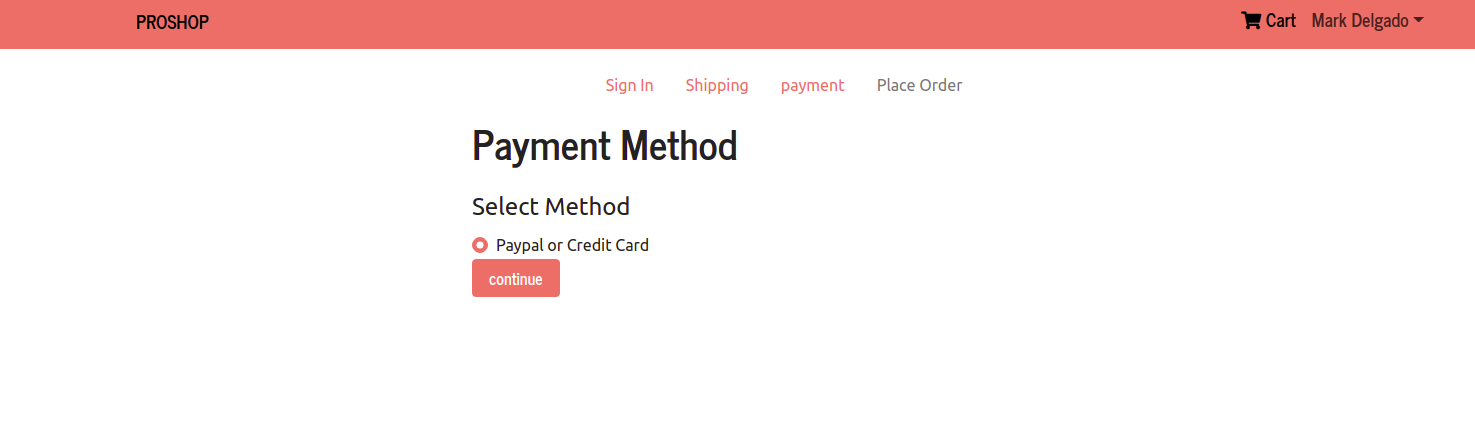 PROSHOP Cart Mark Delgado
Sign In Shipping payment Place Order
Payment Method
Select Method
Paypal or Credit Card
continue